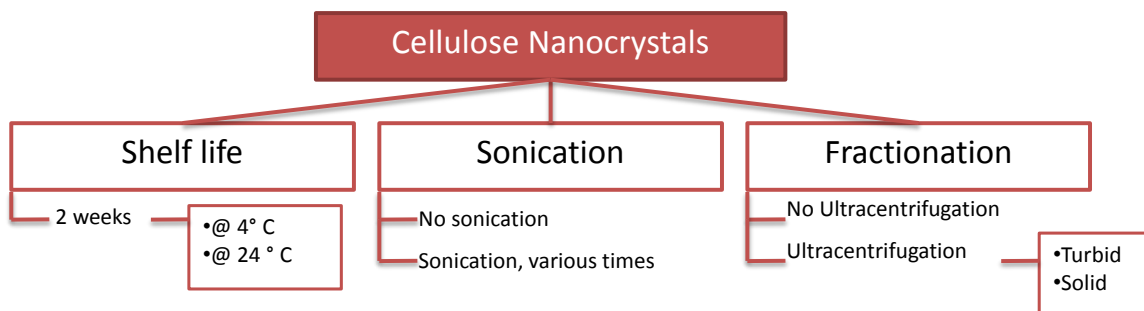 Cellulose Nanocrystals
Shelf life
2 weeks
•@ 4° C
•@ 24 ° C
Sonication
No sonication
Sonication, various times
Fractionation
No Ultracentrifugation
Ultracentrifugation
•Turbid
•Solid